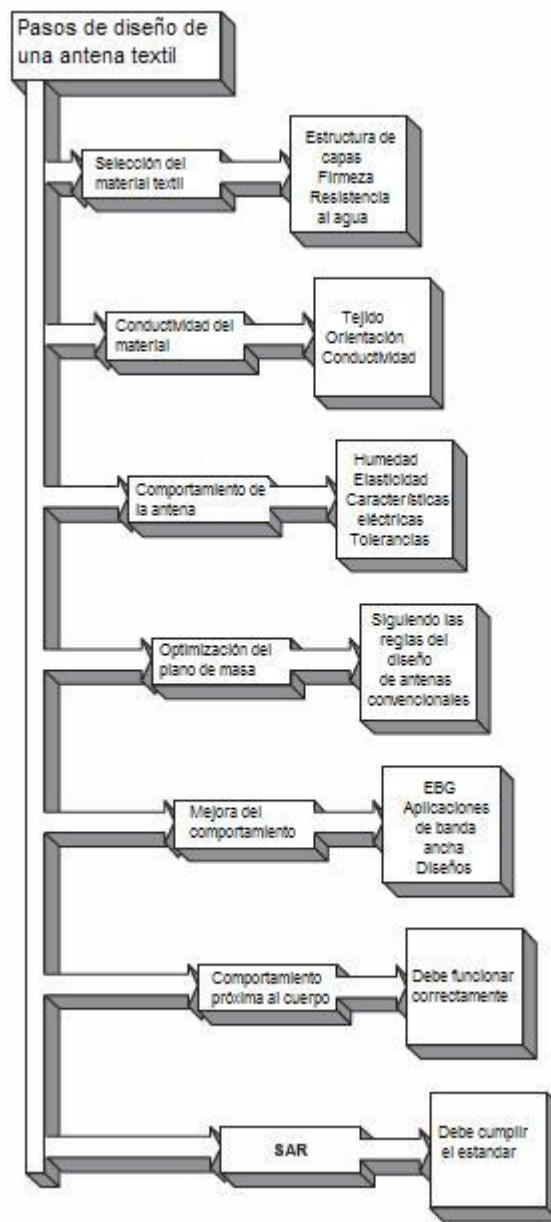 Pasos de diseño de
una antena textil
Selección del
material textil
Estructura de
capas
Firmeza
Resistencia
al agua
Conductividad del
material
Tejido
Orientación
Conductividad
Comportamiento de
la antena
Humedad
Elasticidad
Características
eléctricas
Tolerancias
Optimización del
plano de masa
Siguiendo las
reglas del
diseño
de antenas
convencionales
Mejora del
comportamiento
EBG
Aplicaciones
de banda
ancha
Diseños
Comportamiento
próxima al cuerpo
Debe funcionar
correctamente
SAR
Debe cumplir
el estandar